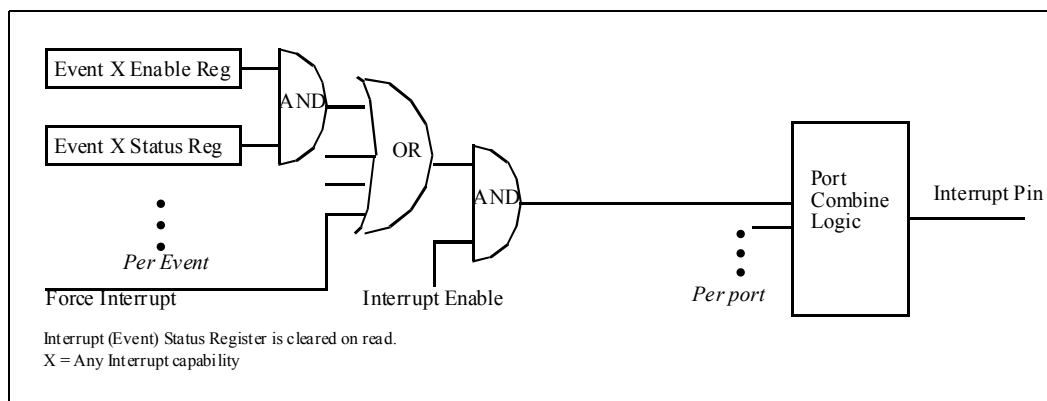 Event X Enable Reg
AND
Event X Status Reg
OR
AND
Port
Combine
Logic
Interrupt Pin
Per Event
Force Interrupt
Interrupt Enable
Per port
Interrupt (Event) Status Register is cleared on read.
X = Any Interrupt capability